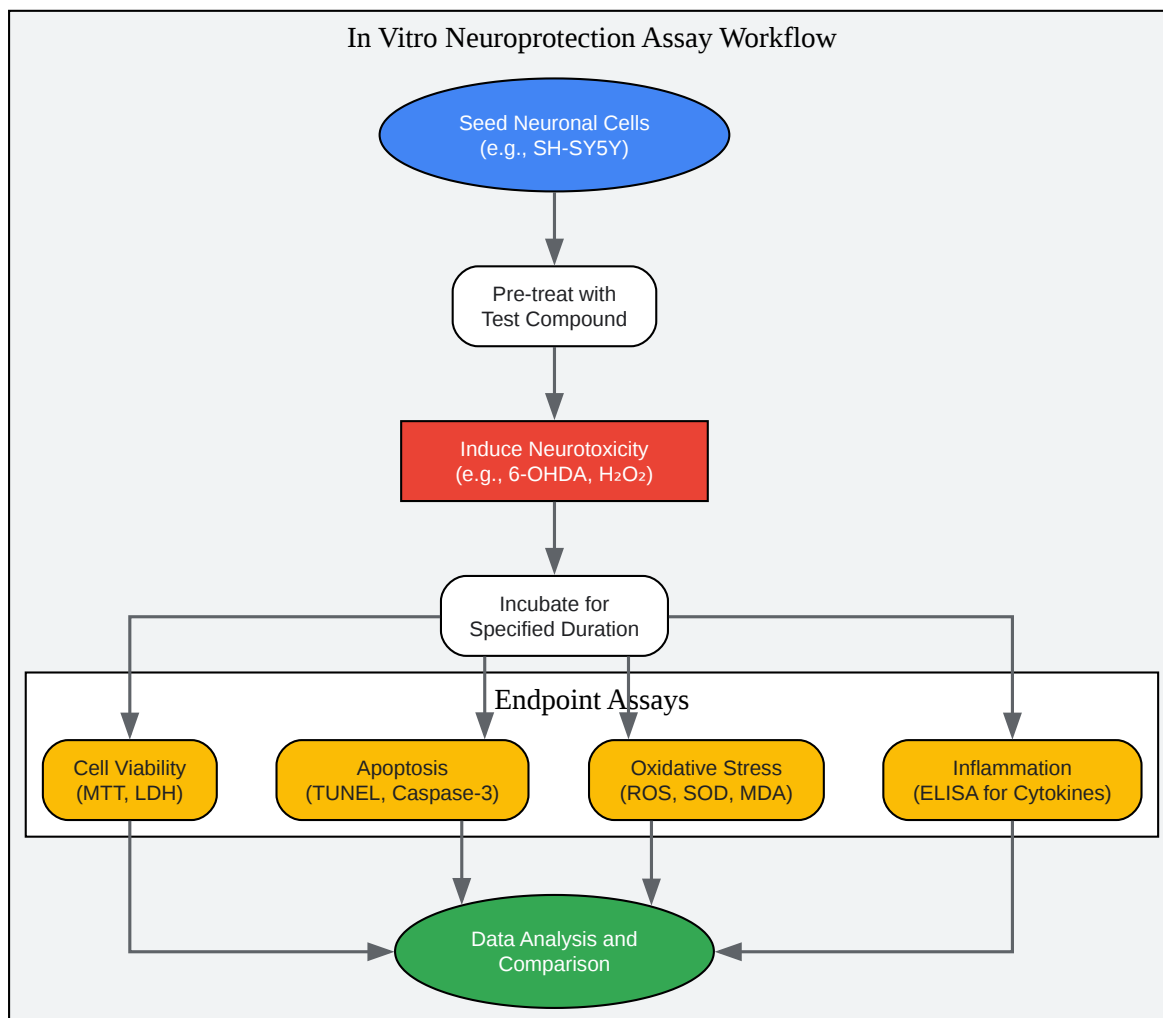 In Vitro Neuroprotection Assay Workflow
Seed Neuronal Cells
(e.g., SH-SY5Y)
Pre-treat with
Test Compound
Induce Neurotoxicity
(e.g., 6-OHDA, H₂O₂)
Incubate for
Specified Duration
Endpoint Assays
Cell Viability
(MTT, LDH)
Apoptosis
(TUNEL, Caspase-3)
Oxidative Stress
(ROS, SOD, MDA)
Inflammation
(ELISA for Cytokines)
Data Analysis and
Comparison